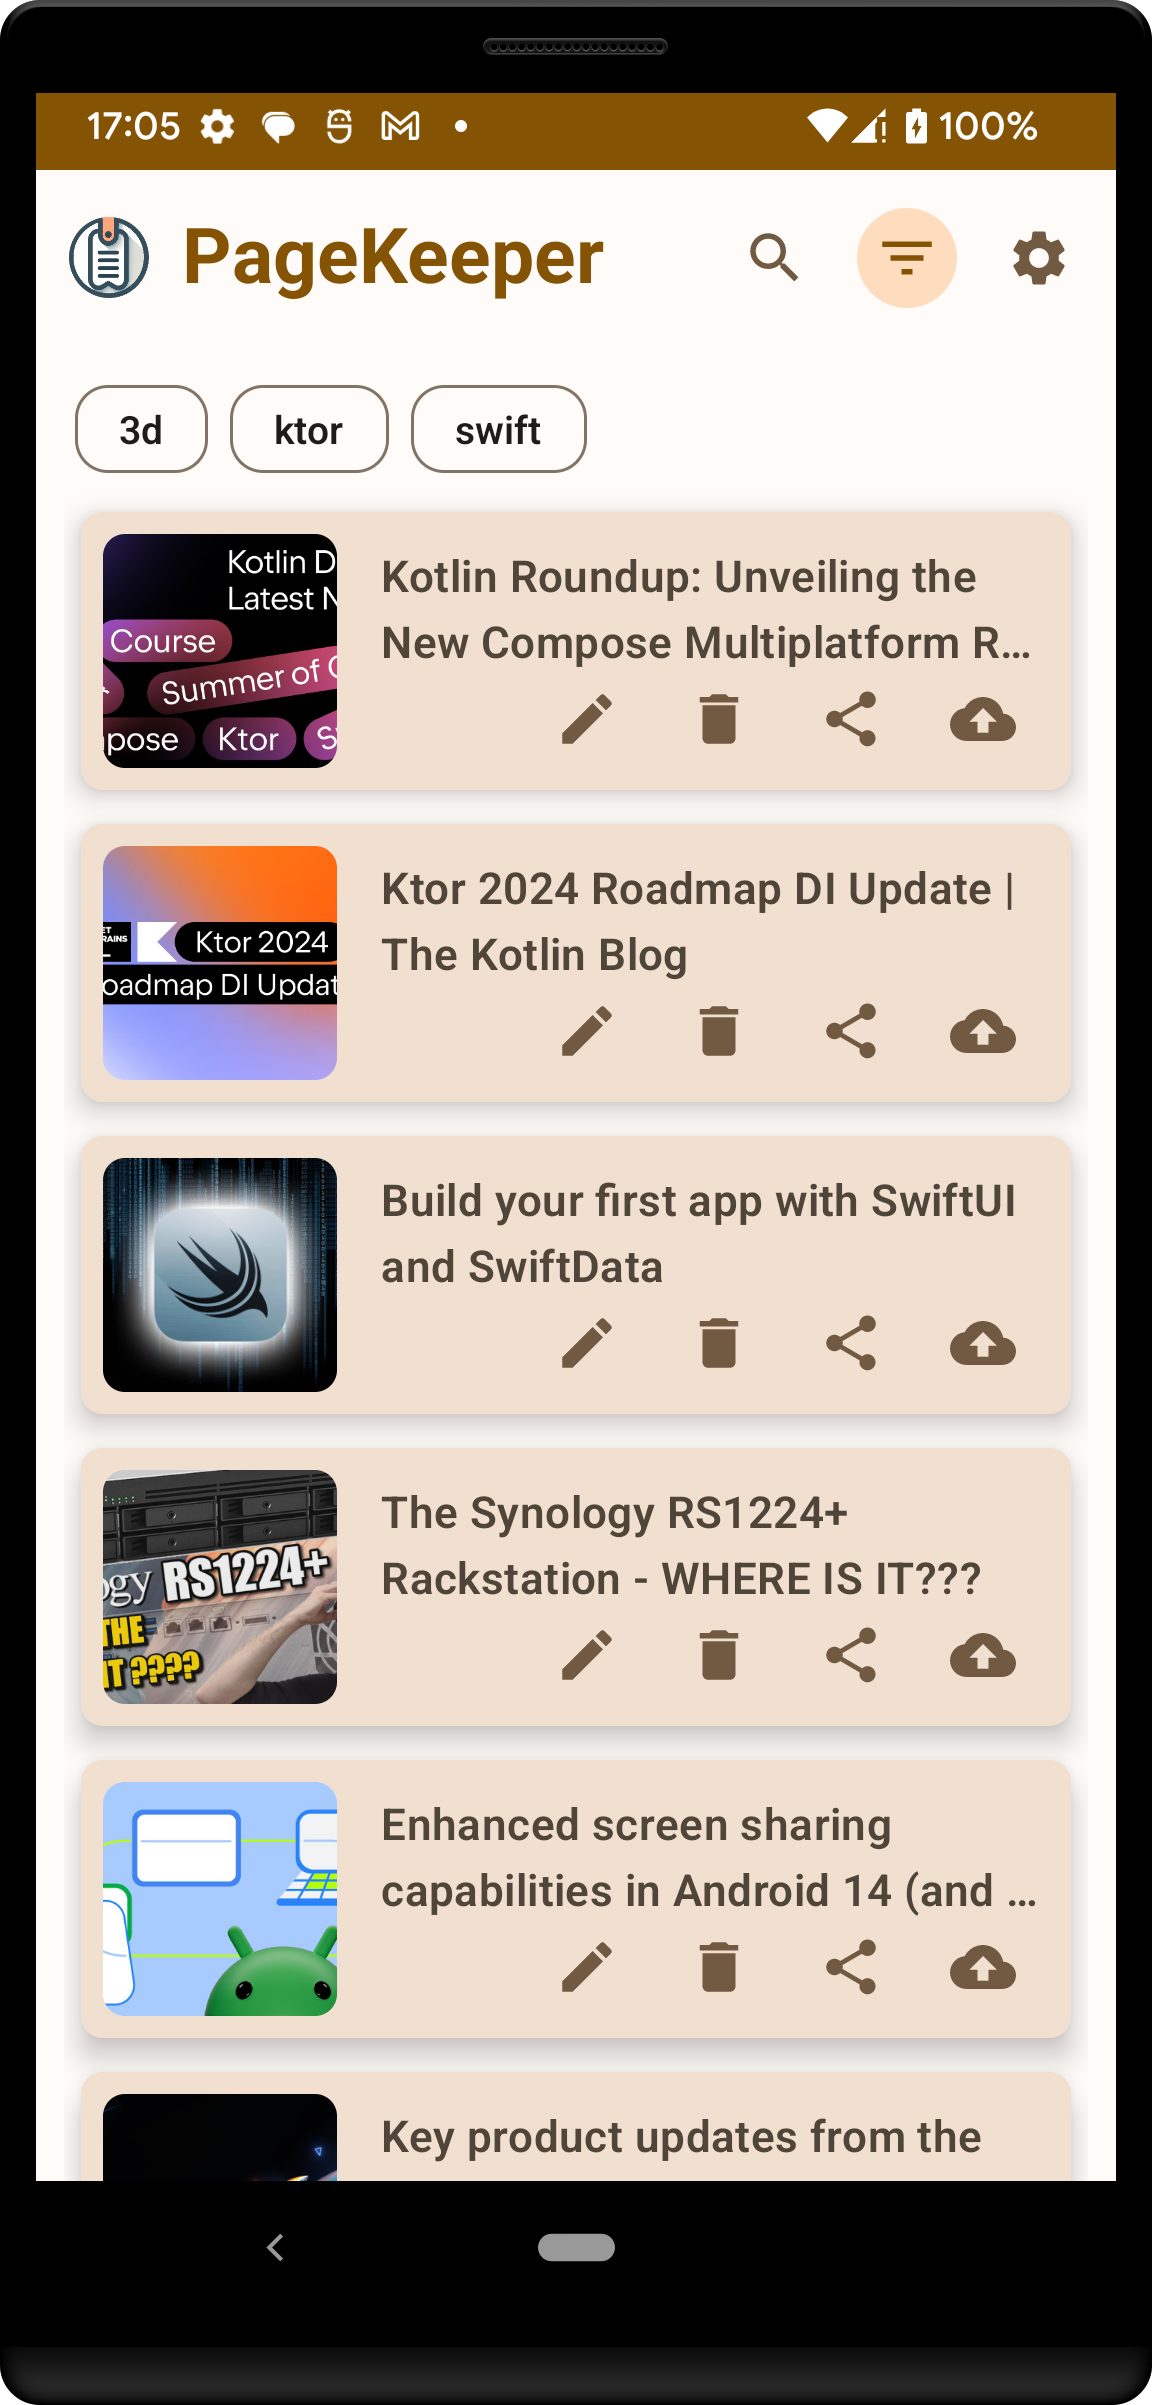 17:05
100%
PageKeeper
3d
ktor
swift
Kotlin D
Latest N
Course
Summer of C
pose
Ktor
Kotlin Roundup: Unveiling the
New Compose Multiplatform R...
Ktor 2024
oadmap DI Updat
Ktor 2024 Roadmap DI Update |
The Kotlin Blog
Build your first app with SwiftUI
and SwiftData
ogy RS1224+
THE
IT ????
The Synology RS1224+
Rackstation - WHERE IS IT???
Enhanced screen sharing
capabilities in Android 14 (and ...
Key product updates from the